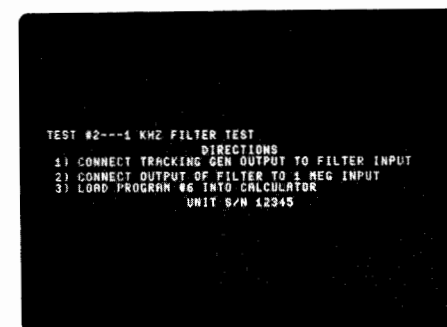 TEST #2---1 KHZ FILTER TEST
DIRECTIONS
1) CONNECT TRACKING GEN OUTPUT TO FILTER INPUT
2) CONNECT OUTPUT OF FILTER TO 1 MEG INPUT
3) LOAD PROGRAM #6 INTO CALCULATOR
UNIT S/N 12345